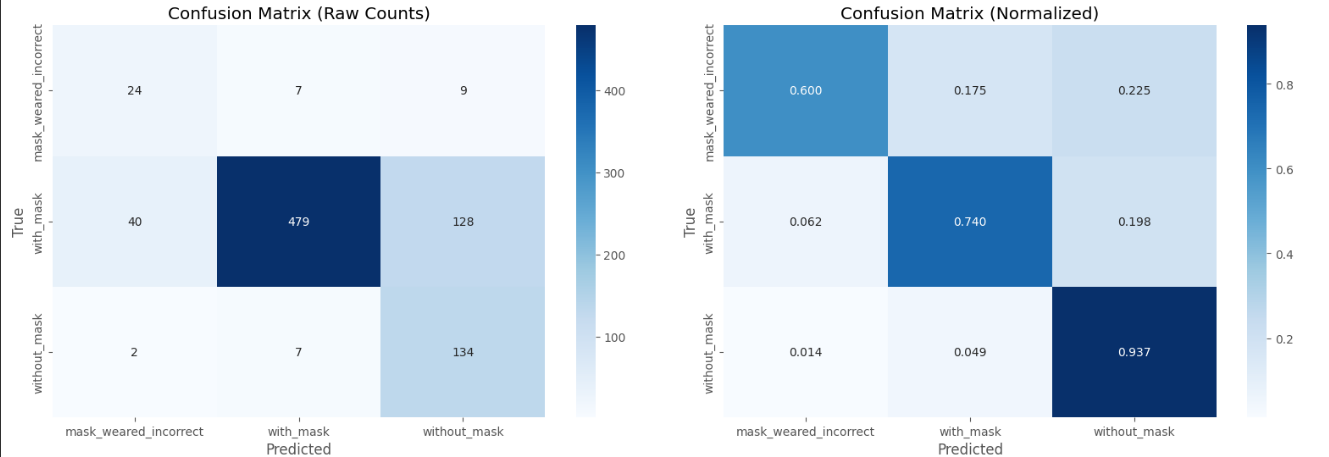 Confusion Matrix (Raw Counts)
mask_weared_incorrect
24 7 9
400
300
True
with_mask
40 479 128
200
without_mask
2 7 134
100
mask_weared_incorrect with_mask without_mask
Predicted
Confusion Matrix (Normalized)
mask_weared_incorrect
0.600 0.175 0.225
0.8
0.6
True
with_mask
0.062 0.740 0.198
0.4
without_mask
0.014 0.049 0.937
0.2
mask_weared_incorrect with_mask without_mask
Predicted